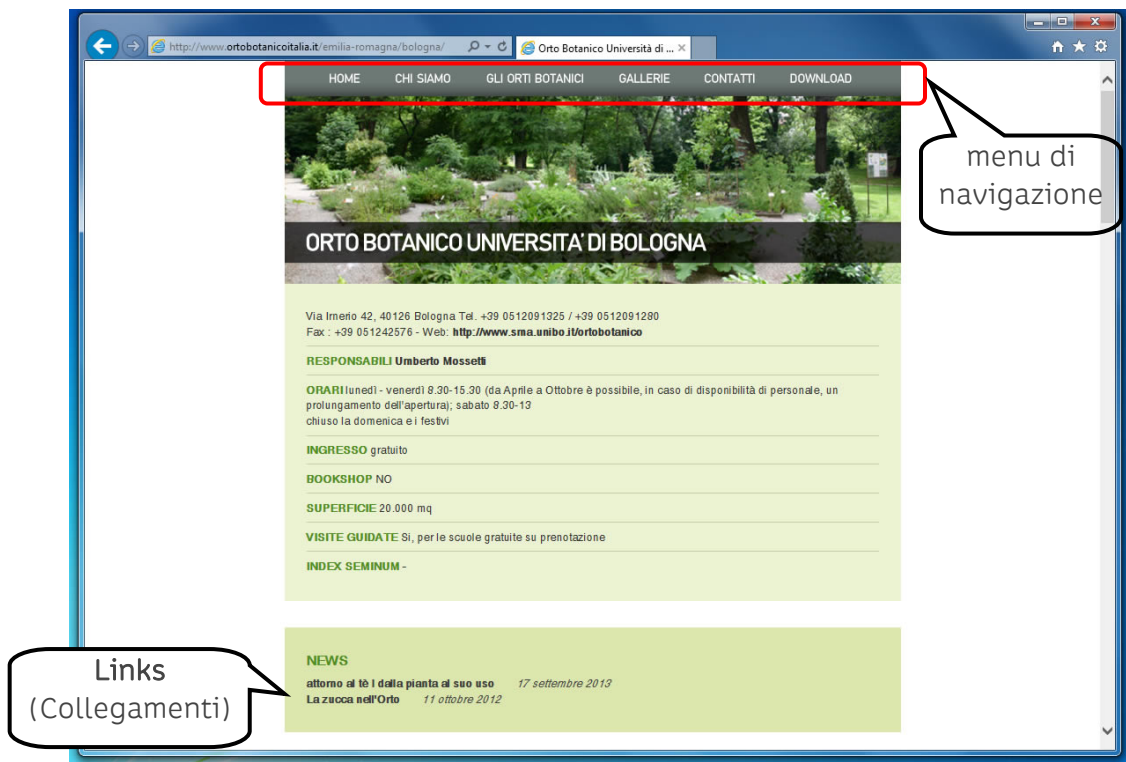 http://www.ortobotanicoitalia.it/emilia-romagna/bologna/
Orto Botanico Università di ...
HOME CHI SIAMO GLI ORTI BOTANICI GALLERIE CONTATTI DOWNLOAD
menu di
navigazione
ORTO BOTANICO UNIVERSITA' DI BOLOGNA
Via Irnerio 42, 40126 Bologna Tel. +39 0512091325 / +39 0512091280
Fax : +39 051242576 - Web: http://www.sma.unibo.it/ortobotanico
RESPONSABILI Umberto Mossetti
ORARI lunedì - venerdì 8.30-15.30 (da Aprile a Ottobre è possibile, in caso di disponibilità di personale, un
prolungamento dell'apertura); sabato 8.30-13
chiuso la domenica e i festivi
INGRESSO gratuito
BOOKSHOP NO
SUPERFICIE 20.000 mq
VISITE GUIDATE Si, per le scuole gratuite su prenotazione
INDEX SEMINUM -
Links
(Collegamenti)
NEWS
attorno al tè I dalla pianta al suo uso 17 settembre 2013
La zucca nell'Orto 11 ottobre 2012